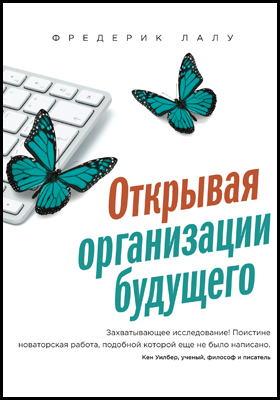 ФРЕДЕРИК ЛАЛУ
Открывая
организации
будущего
Захватывающее исследование! Поистине
новаторская работа, подобной которой еще не было написано.
Кен Уилбер, ученый, философ и писатель